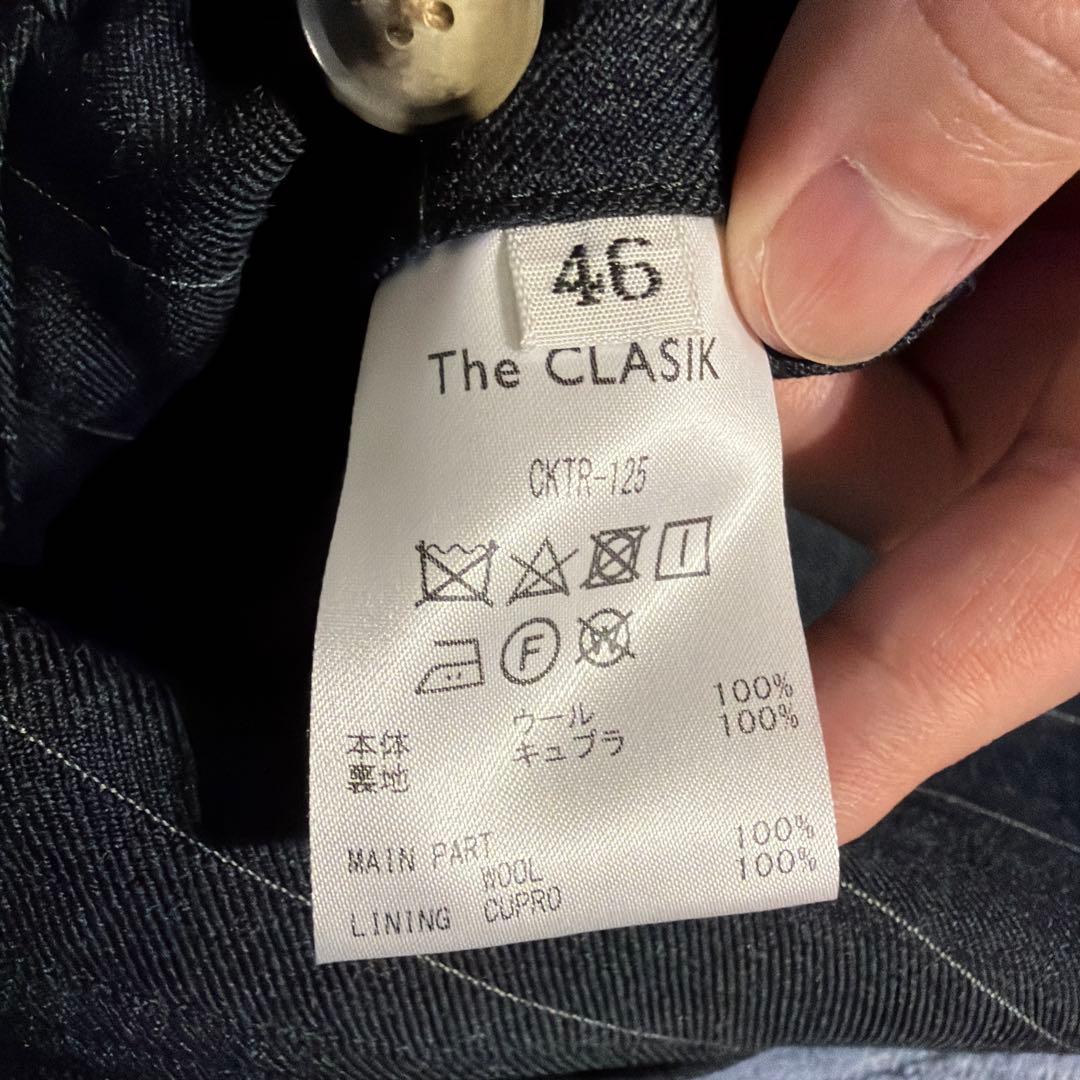 46
The CLASIK
CKTR-125
F
W
本体 ウール 100%
裏地 キュプラ 100%
MAIN PART
WOOL 100%
LINING CUPRO 100%